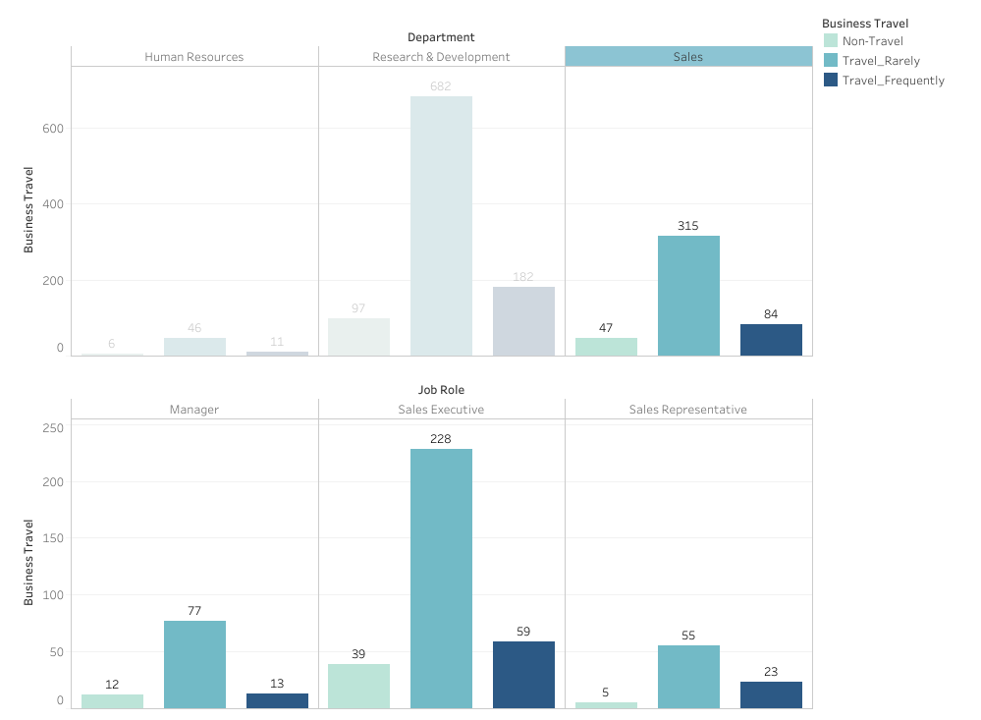 Department
Human Resources
Research & Development
Sales
Business Travel
Non-Travel
Travel_Rarely
Travel_Frequently
Business Travel
600
400
200
0
6
46
11
97
682
182
47
315
84
Job Role
Manager
Sales Executive
Sales Representative
Business Travel
250
200
150
100
50
0
12
77
13
39
228
59
5
55
23